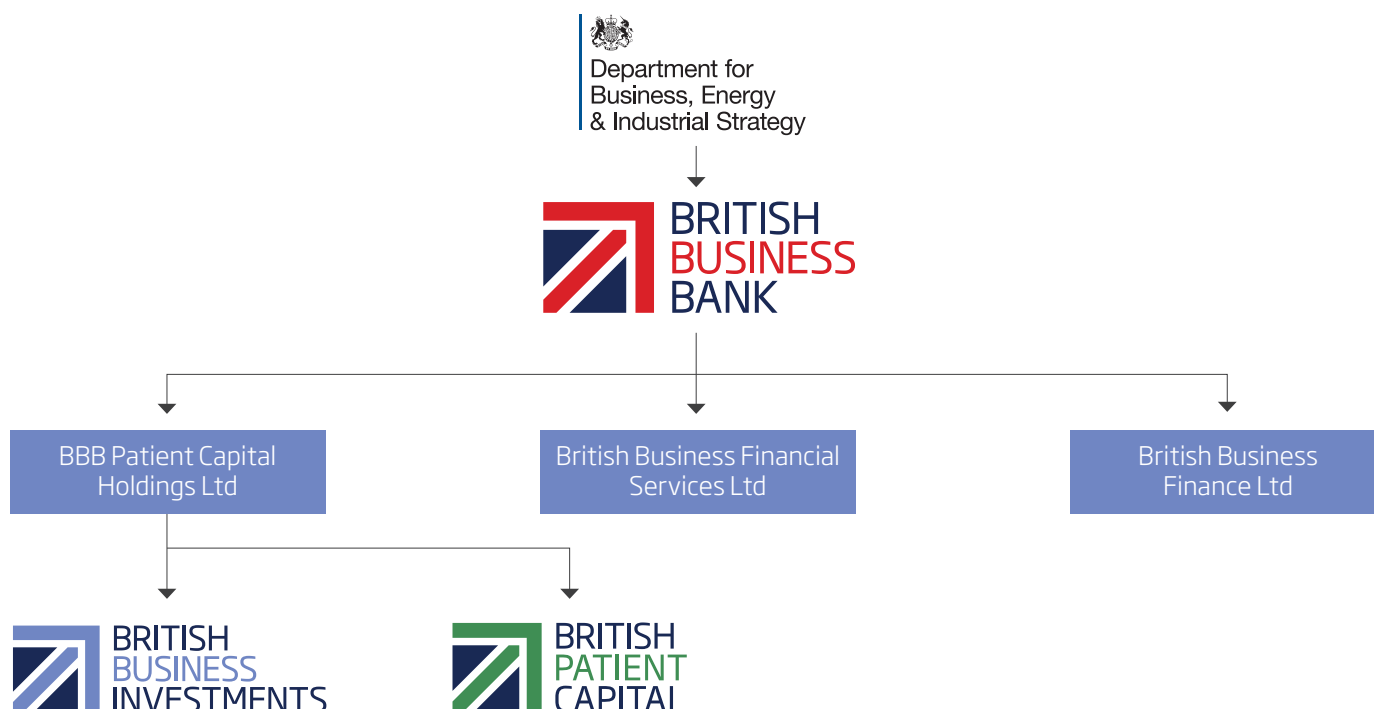 Department for
Business, Energy
& Industrial Strategy
BRITISH
BUSINESS
BANK
BBB Patient Capital
Holdings Ltd
British Business Financial
Services Ltd
British Business
Finance Ltd
BRITISH
BUSINESS
INVESTMENTS
BRITISH
PATIENT
CAPITAL